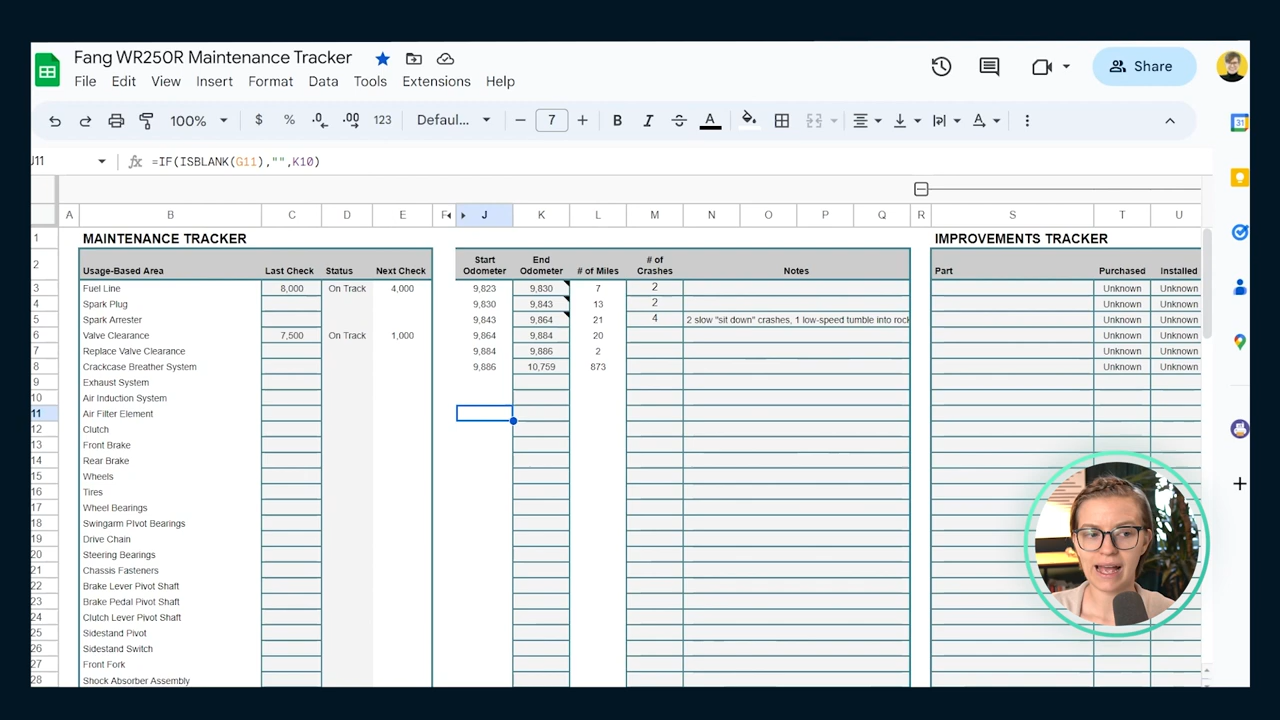 Fang WR250R Maintenance Tracker
File Edit View Insert Format Data Tools Extensions Help
Share
100% $ % .0 .00 123 Defaul... − 7 + B I A
J11 fx =IF(ISBLANK(G11),"",K10)
A B C D E F J K L M N O P Q R S T U
1 MAINTENANCE TRACKER IMPROVEMENTS TRACKER
2 Usage-Based Area Last Check Status Next Check Start Odometer End Odometer # of Miles # of Crashes Notes Part Purchased Installed
3 Fuel Line 8,000 On Track 4,000 9,823 9,830 7 2 Unknown Unknown
4 Spark Plug 9,830 9,843 13 2 Unknown Unknown
5 Spark Arrester 9,843 9,864 21 4 2 slow "sit down" crashes, 1 low-speed tumble into rock Unknown Unknown
6 Valve Clearance 7,500 On Track 1,000 9,864 9,884 20 Unknown Unknown
7 Replace Valve Clearance 9,884 9,886 2 Unknown Unknown
8 Crackcase Breather System 9,886 10,759 873 Unknown Unknown
9 Exhaust System
10 Air Induction System
11 Air Filter Element
12 Clutch
13 Front Brake
14 Rear Brake
15 Wheels
16 Tires
17 Wheel Bearings
18 Swingarm PIvot Bearings
19 Drive Chain
20 Steering Bearings
21 Chassis Fasteners
22 Brake Lever Pivot Shaft
23 Brake Pedal Pivot Shaft
24 Clutch Lever Pivot Shaft
25 Sidestand Pivot
26 Sidestand Switch
27 Front Fork
28 Shock Absorber Assembly
31